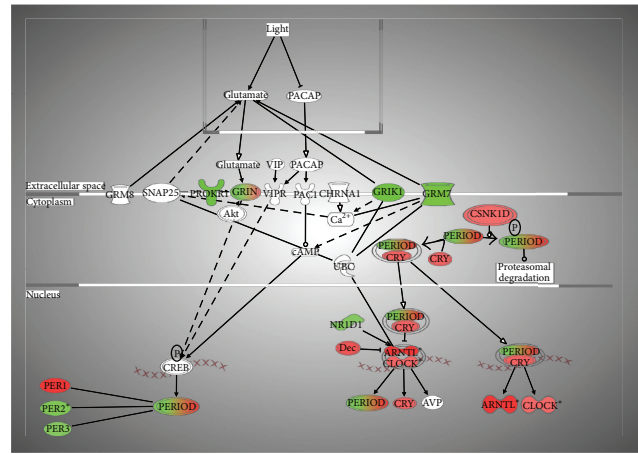 Light
Glutamate
PACAP
Glutamate
VIP
PACAP
Extracellular space
GRM8
SNAP25
PROKR1
GRIN
VIPR
PAC1
CHRNA1
GRIK1
GRM7
Cytoplasm
Akt
Ca2+
CSNK1D
P
PERIOD
PERIOD
PERIOD
CRY
CRY
cAMP
UBC
Proteasomal
degradation
Nucleus
PERIOD
CRY
NR1D1
Dec
ARNTL*
CLOCK*
PERIOD
CRY
P
CREB
PER1
PER2*
PER3
PERIOD
PERIOD
CRY
AVP
ARNTL*
CLOCK*